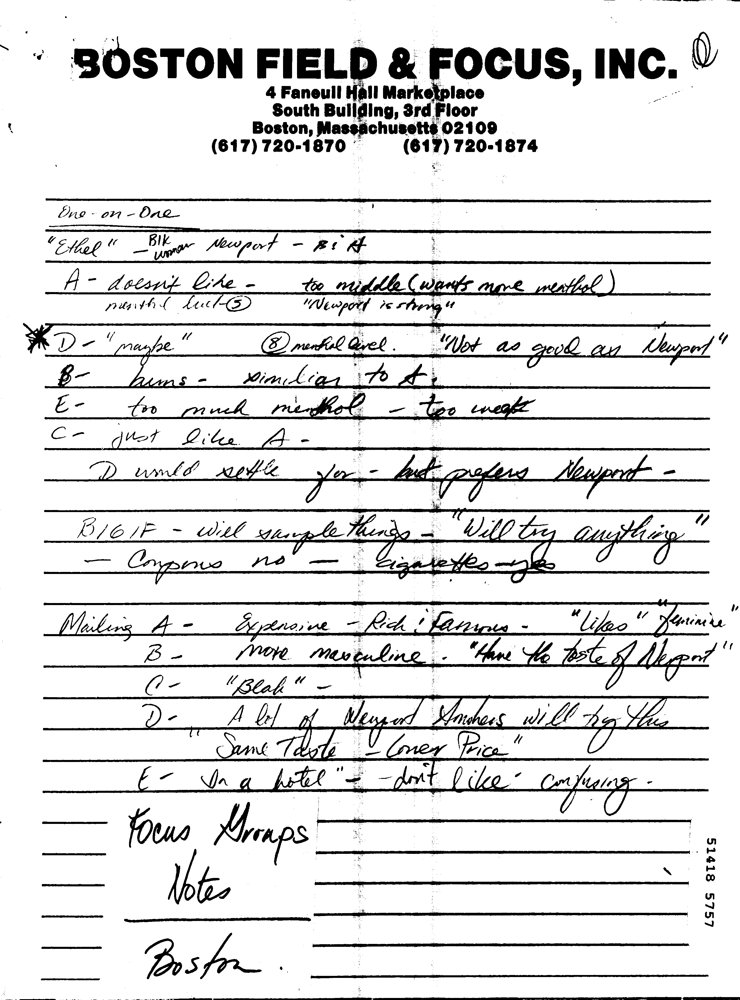 BOSTON FIELD & FOCUS, INC.
4 Faneuil Hall Marketplace
South Building, 3rd Floor
Boston, Massachusetts 02109
(617) 720-1870 (617) 720-1874
One-on-One
"Ethel" - Blk woman Newport -
A - doesn't like - too middle (wants more menthol)
menthol level (5) "Newport is strong"
D - "maybe" (8) menthol level. "Not as good as Newport"
B - burns - similiar to A.
E - too much menthol - too weak
C - just like A -
D would settle for - but prefers Newport -
B1G1F - will sample things - "Will try anything"
- Coupons no - cigarettes - yes
Mailing A - Expensive - Rich & Famous - "likes" "feminine"
B - more masculine - "Have the taste of Newport"
C - "Blah" -
D - A lot of Newport Smokers will try this
"Same Taste - Lower Price"
E - In a hotel" - don't like - confusing -
Focus Groups
Notes
Boston.
51418 5757